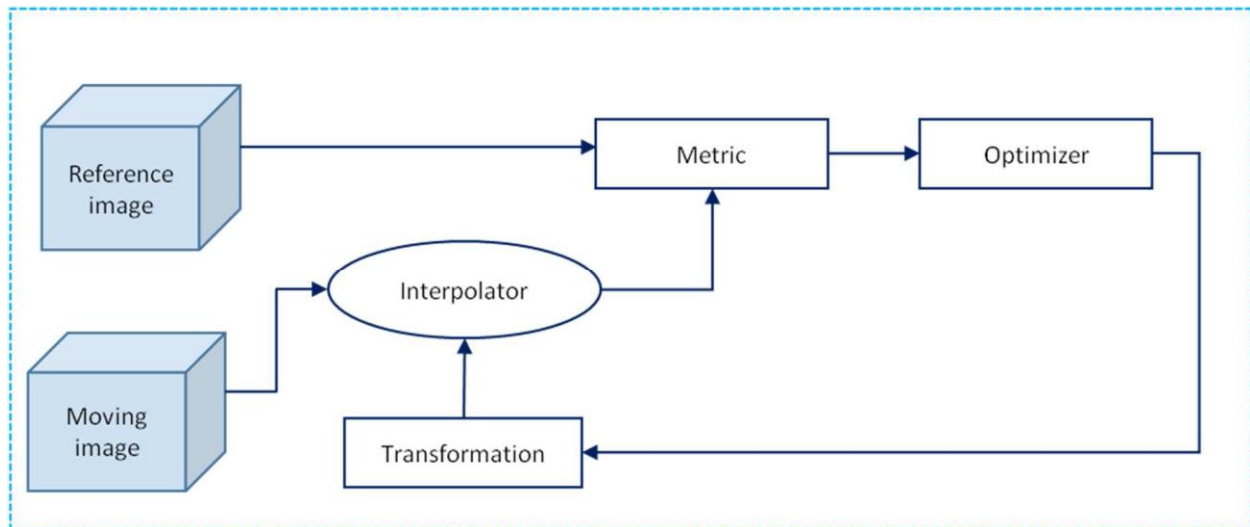 Reference
image
Metric
Optimizer
Interpolator
Moving
image
Transformation